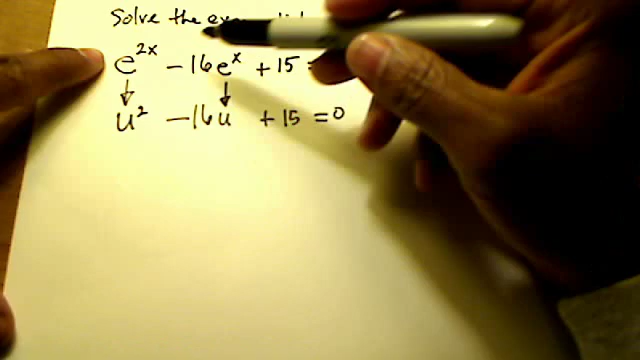 Solve the
e^{2x} - 16e^x + 15 =
u² - 16u + 15 = 0